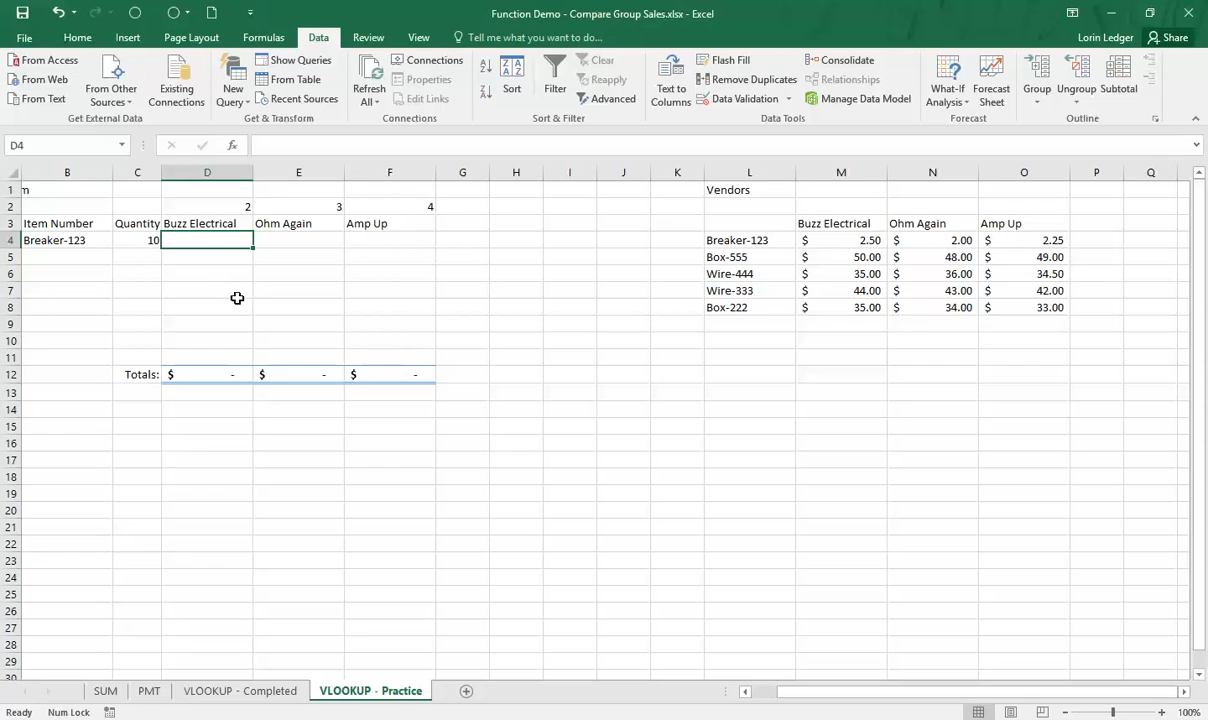 Function Demo - Compare Group Sales.xlsx - Excel
File Home Insert Page Layout Formulas Data Review View Tell me what you want to do... Lorin Ledger Share
From Access
From Web
From Text
From Other Sources
Existing Connections
Get External Data
New Query
Show Queries
From Table
Recent Sources
Get & Transform
Refresh All
Connections
Properties
Edit Links
Connections
Sort
Filter
Clear
Reapply
Advanced
Sort & Filter
Text to Columns
Flash Fill
Remove Duplicates
Data Validation
Consolidate
Relationships
Manage Data Model
Data Tools
What-If Analysis
Forecast Sheet
Forecast
Group
Ungroup
Subtotal
Outline
D4 fx
B C D E F G H I J K L M N O P Q
1 m Vendors
2 2 3 4
3 Item Number Quantity Buzz Electrical Ohm Again Amp Up Buzz Electrical Ohm Again Amp Up
4 Breaker-123 10 Breaker-123 $ 2.50 $ 2.00 $ 2.25
5 Box-555 $ 50.00 $ 48.00 $ 49.00
6 Wire-444 $ 35.00 $ 36.00 $ 34.50
7 Wire-333 $ 44.00 $ 43.00 $ 42.00
8 Box-222 $ 35.00 $ 34.00 $ 33.00
9
10
11
12 Totals: $ - $ - $ -
13
14
15
16
17
18
19
20
21
22
23
24
25
26
27
28
29
30
SUM PMT VLOOKUP - Completed VLOOKUP - Practice
Ready Num Lock 100%